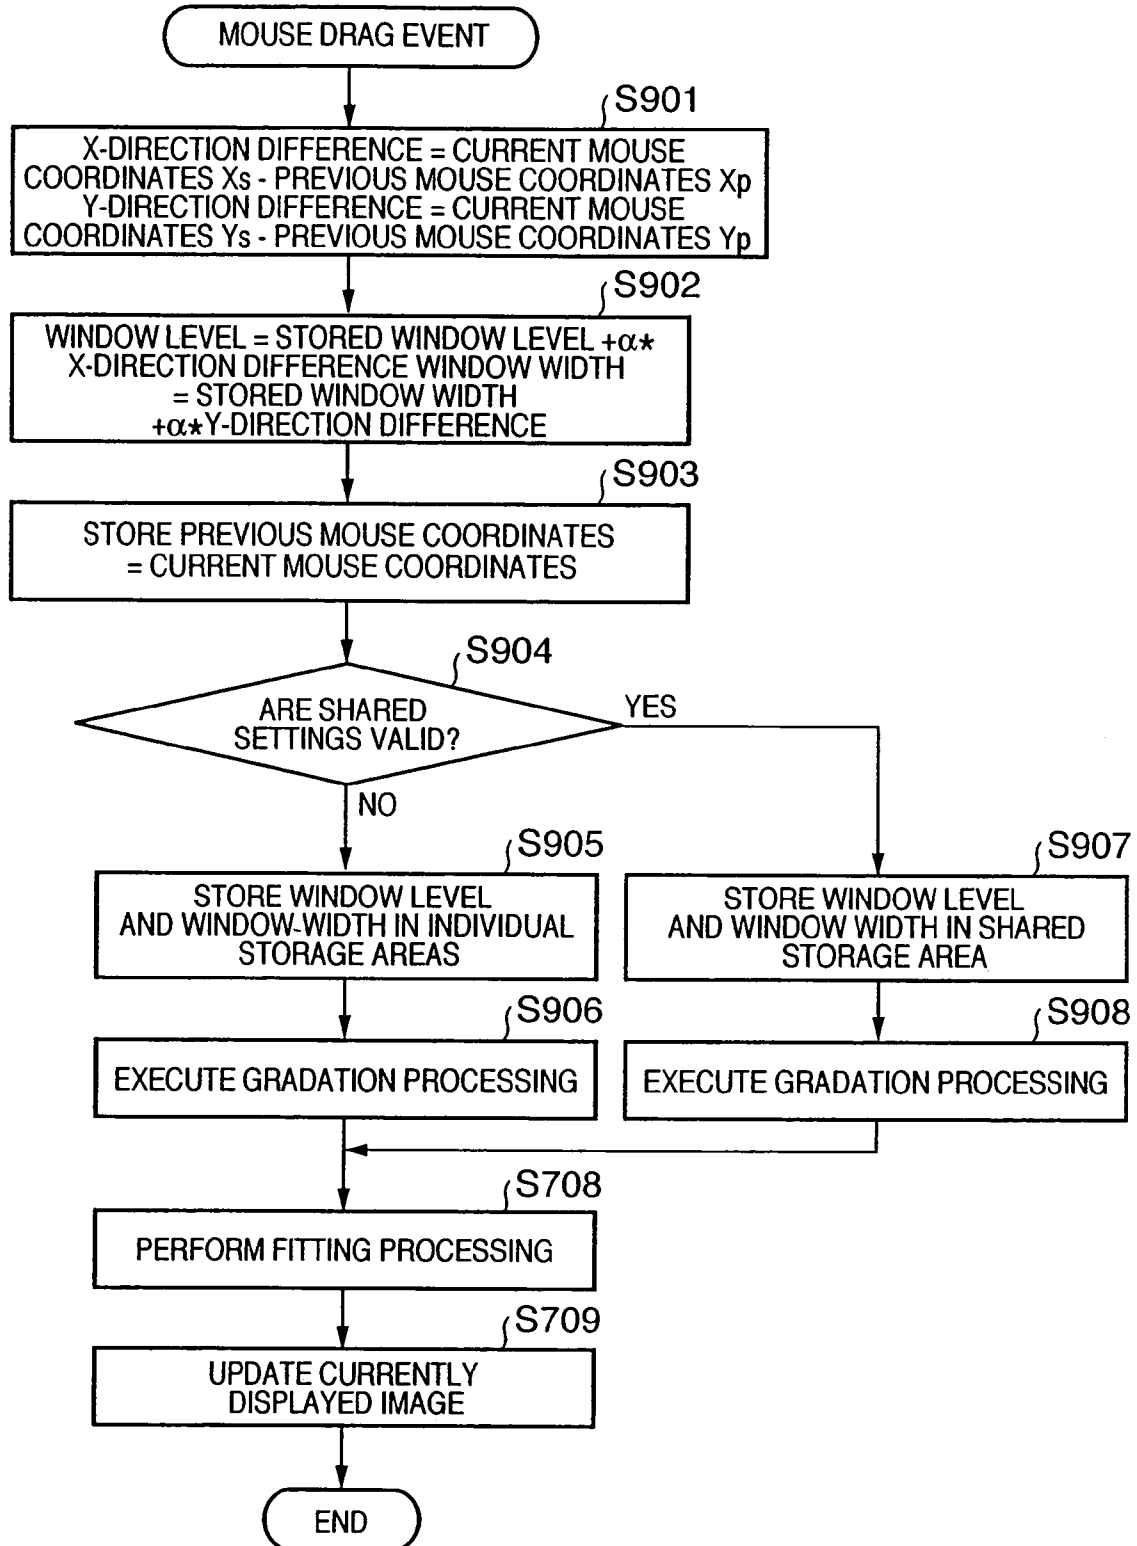 MOUSE DRAG EVENT
S901
X-DIRECTION DIFFERENCE = CURRENT MOUSE
COORDINATES Xs - PREVIOUS MOUSE COORDINATES Xp
Y-DIRECTION DIFFERENCE = CURRENT MOUSE
COORDINATES Ys - PREVIOUS MOUSE COORDINATES Yp
S902
WINDOW LEVEL = STORED WINDOW LEVEL +α*
X-DIRECTION DIFFERENCE WINDOW WIDTH
= STORED WINDOW WIDTH
+α*Y-DIRECTION DIFFERENCE
S903
STORE PREVIOUS MOUSE COORDINATES
= CURRENT MOUSE COORDINATES
S904
ARE SHARED
SETTINGS VALID?
YES
NO
S905
STORE WINDOW LEVEL
AND WINDOW-WIDTH IN INDIVIDUAL
STORAGE AREAS
S907
STORE WINDOW LEVEL
AND WINDOW WIDTH IN SHARED
STORAGE AREA
S906
EXECUTE GRADATION PROCESSING
S908
EXECUTE GRADATION PROCESSING
S708
PERFORM FITTING PROCESSING
S709
UPDATE CURRENTLY
DISPLAYED IMAGE
END